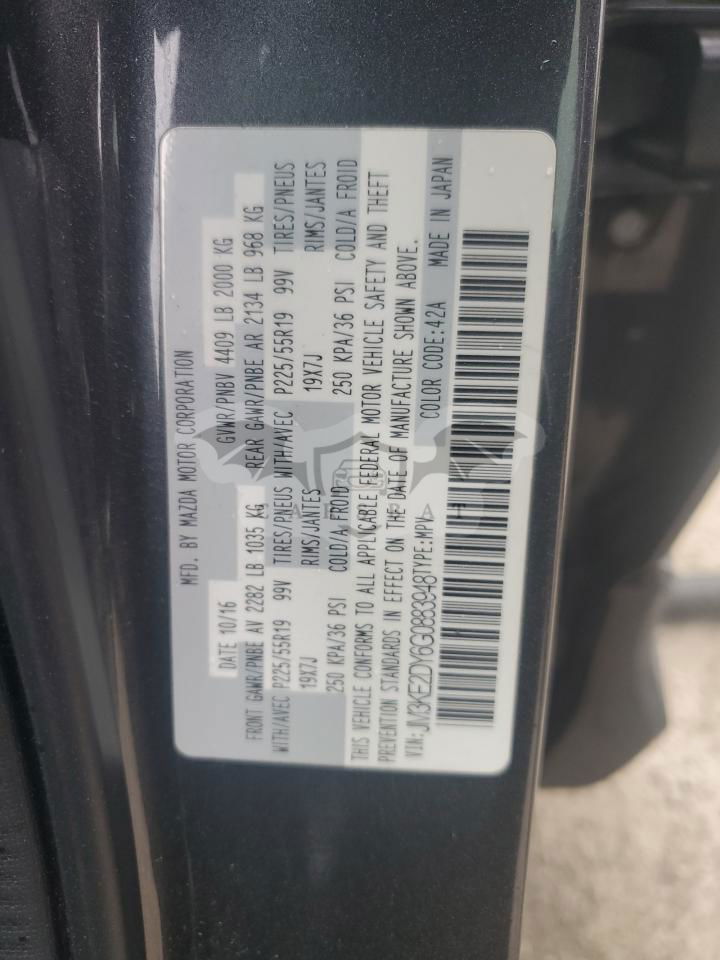 MFD. BY MAZDA MOTOR CORPORATION
DATE 10/16 GVWR/PNBV 4409 LB 2000 KG
FRONT GAWR/PNBE AV 2282 LB 1035 KG REAR GAWR/PNBE AR 2134 LB 968 KG
WITH/AVEC P225/55R19 99V TIRES/PNEUS WITH/AVEC P225/55R19 99V TIRES/PNEUS
19X7J RIMS/JANTES 19X7J RIMS/JANTES
250 KPA/36 PSI COLD/A FROID 250 KPA/36 PSI COLD/A FROID
THIS VEHICLE CONFORMS TO ALL APPLICABLE FEDERAL MOTOR VEHICLE SAFETY AND THEFT
PREVENTION STANDARDS IN EFFECT ON THE DATE OF MANUFACTURE SHOWN ABOVE.
VIN:JM3KE2DY6G0883948 TYPE:MPV COLOR CODE:42A MADE IN JAPAN